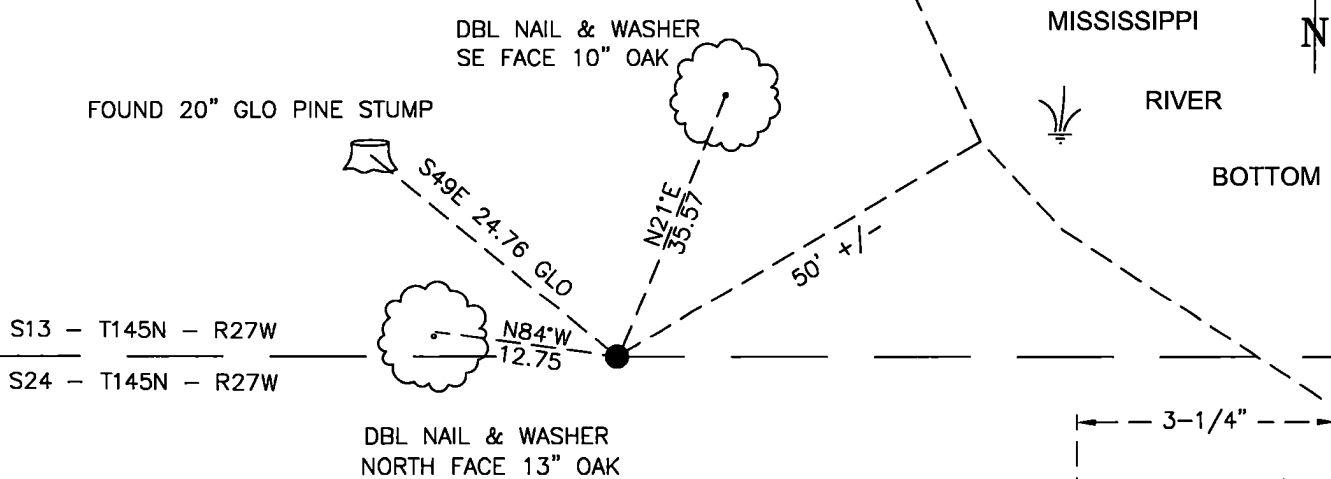 DBL NAIL & WASHER
SE FACE 10" OAK
MISSISSIPPI
N
FOUND 20" GLO PINE STUMP
RIVER
BOTTOM
S49E 24.76 GLO
N21°E
35.57
50' +/-
S13 - T145N - R27W
N84°W
12.75
S24 - T145N - R27W
3-1/4"
DBL NAIL & WASHER
NORTH FACE 13" OAK